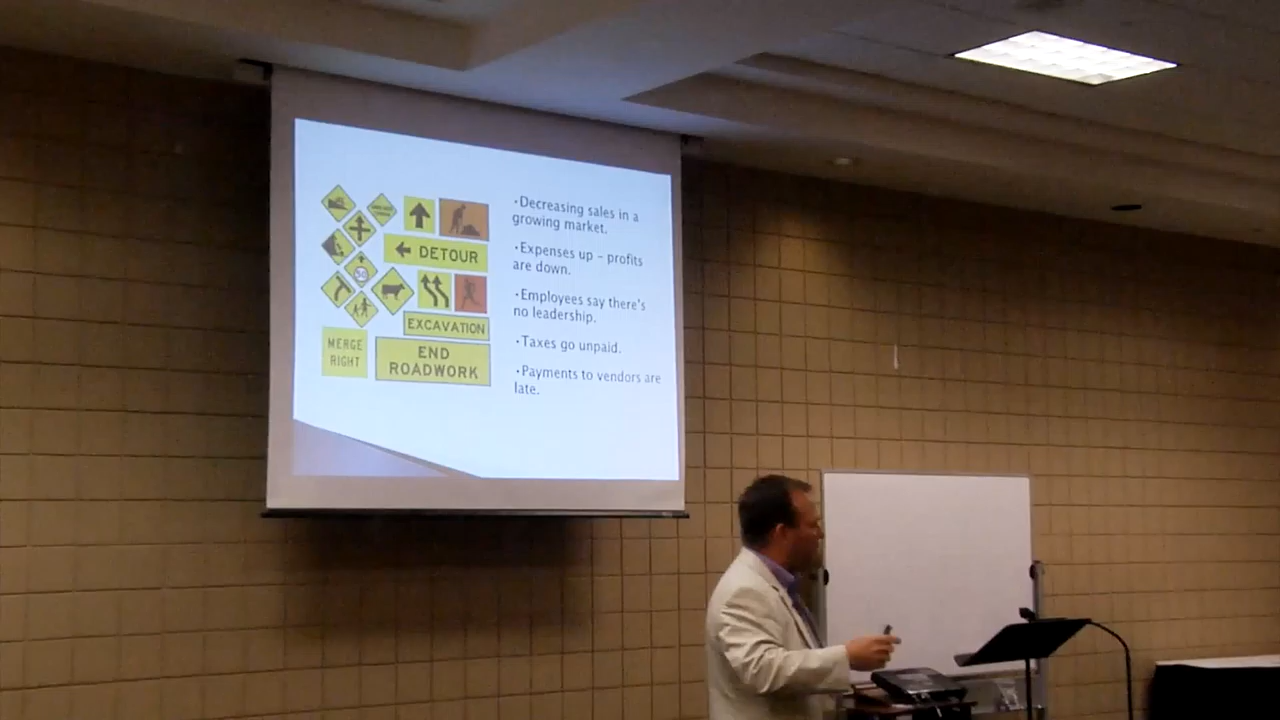 DETOUR
EXCAVATION
MERGE
RIGHT
END
ROADWORK
•Decreasing sales in a
growing market.
•Expenses up – profits
are down.
•Employees say there's
no leadership.
•Taxes go unpaid.
•Payments to vendors are
late.